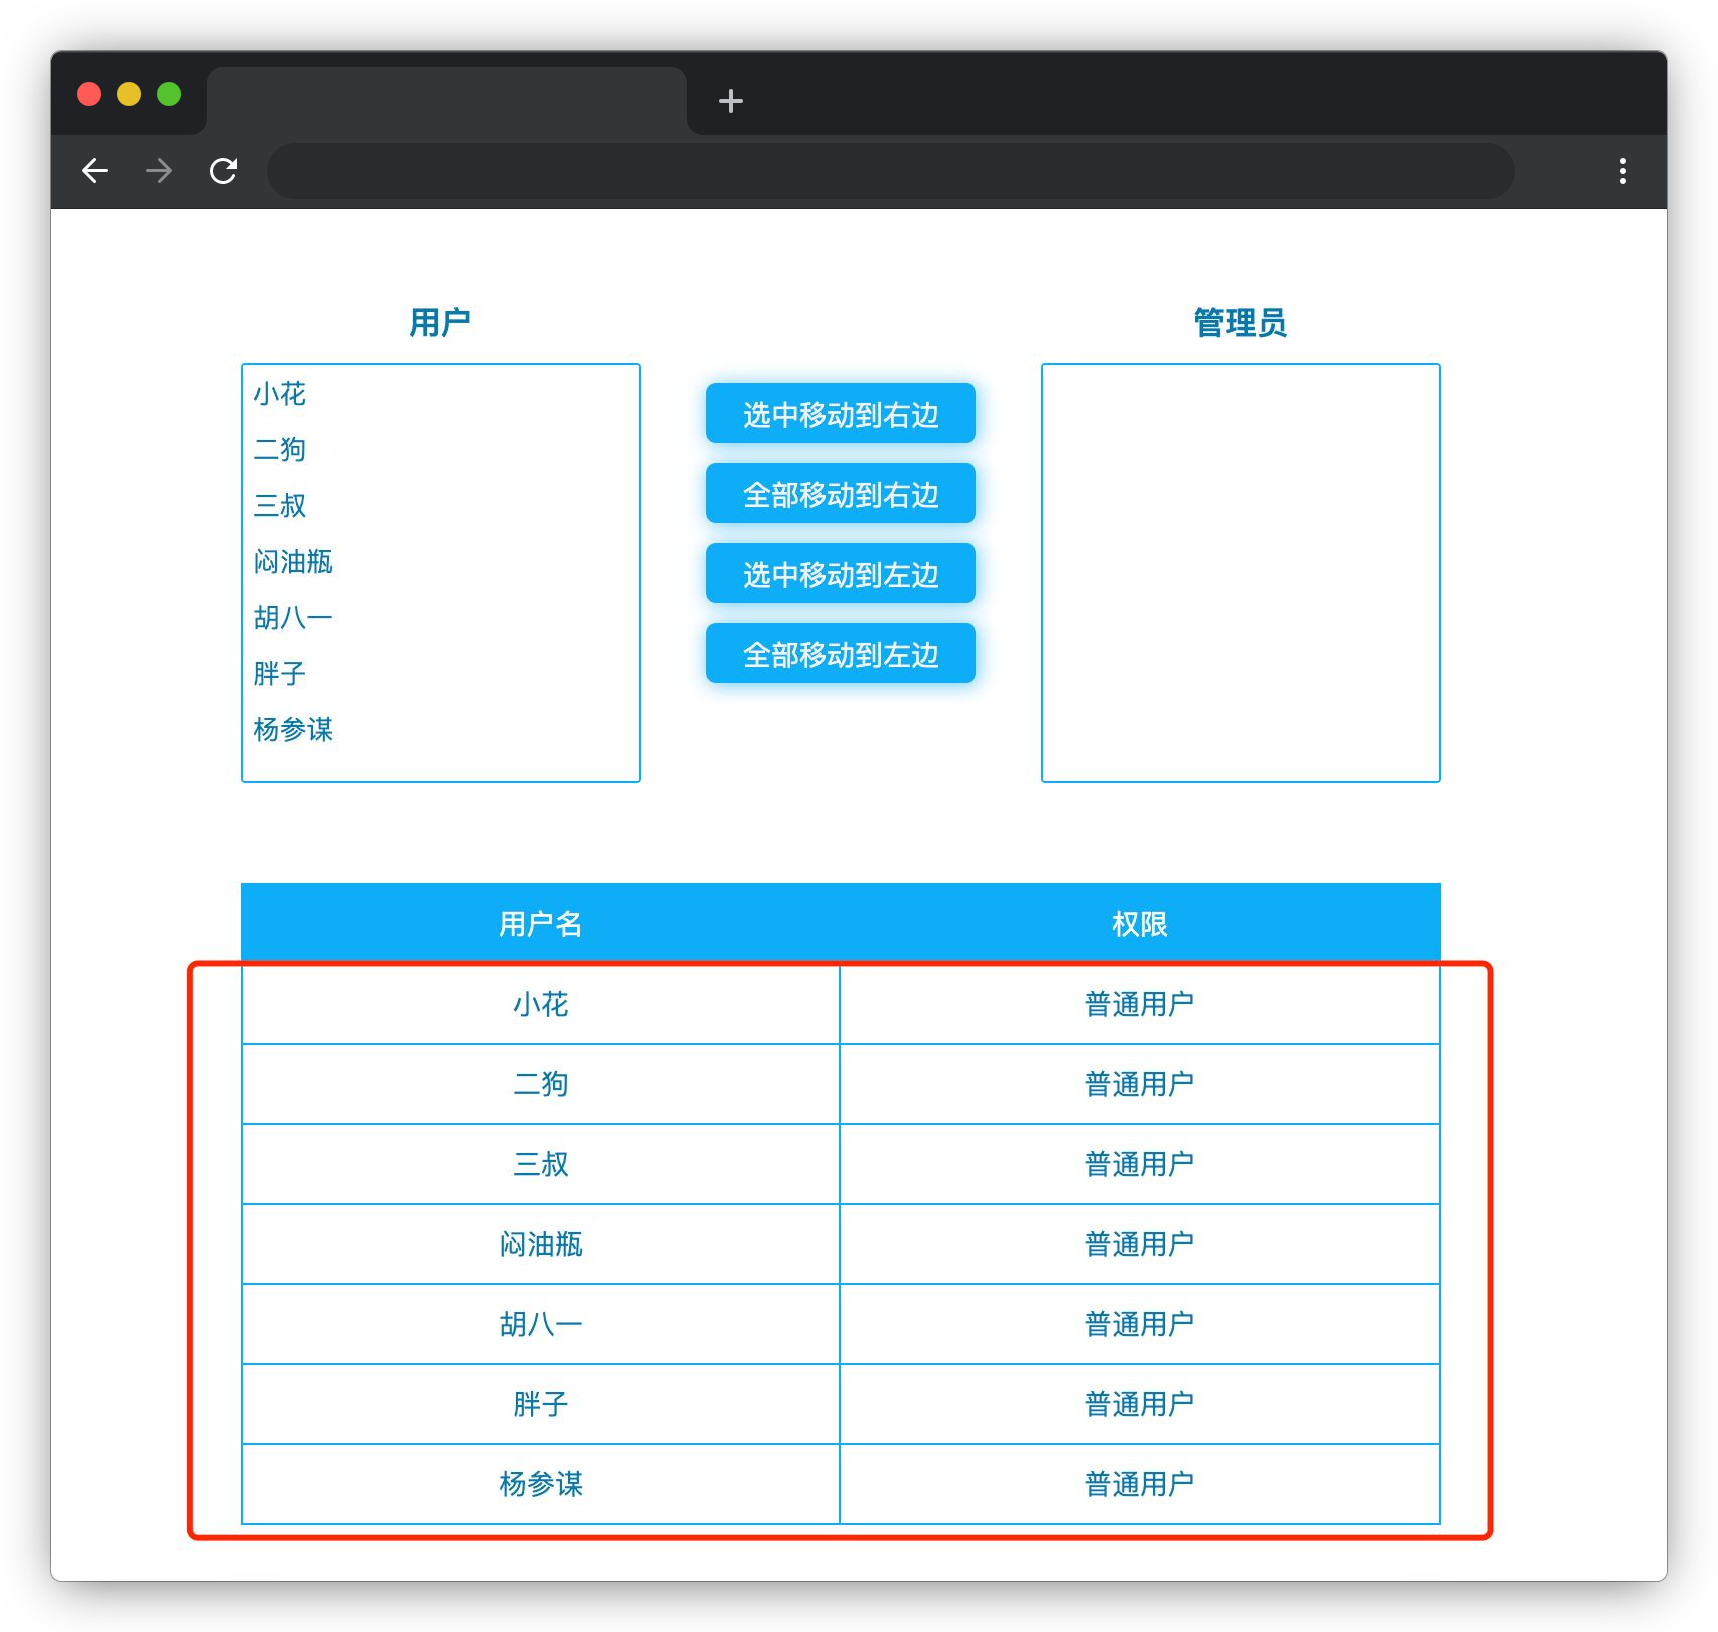 用户
管理员
小花
二狗
三叔
闷油瓶
胡八一
胖子
杨参谋
选中移动到右边
全部移动到右边
选中移动到左边
全部移动到左边
用户名 权限
小花 普通用户
二狗 普通用户
三叔 普通用户
闷油瓶 普通用户
胡八一 普通用户
胖子 普通用户
杨参谋 普通用户